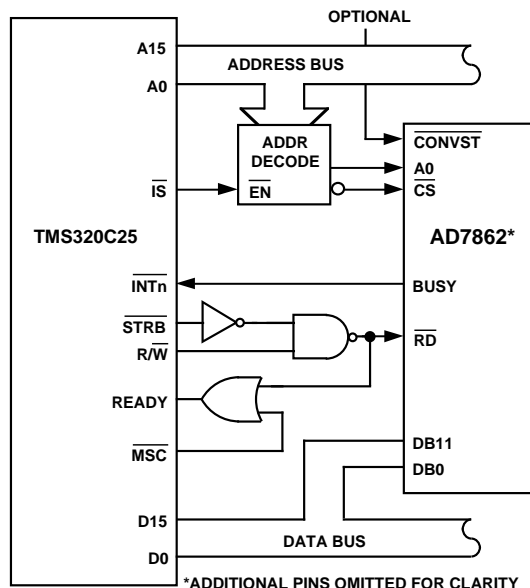 OPTIONAL
A15
ADDRESS BUS
A0
ADDR
DECODE
CONVST
A0
IS
EN
CS
TMS320C25
AD7862*
INTn
BUSY
STRB
R/W
RD
READY
MSC
DB11
DB0
D15
DATA BUS
D0
*ADDITIONAL PINS OMITTED FOR CLARITY